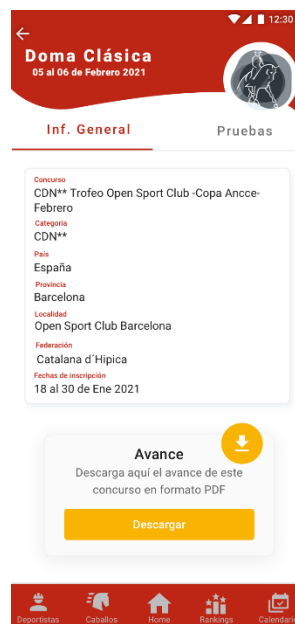 12:30
Doma Clásica
05 al 06 de Febrero 2021
Inf. General
Pruebas
Concurso
CDN** Trofeo Open Sport Club -Copa Ancce-
Febrero
Categoría
CDN**
País
España
Provincia
Barcelona
Localidad
Open Sport Club Barcelona
Federación
Catalana d´Hipica
Fechas de inscripción
18 al 30 de Ene 2021
Avance
Descarga aquí el avance de este
concurso en formato PDF
Descargar
Deportistas
Caballos
Home
Rankings
Calendario